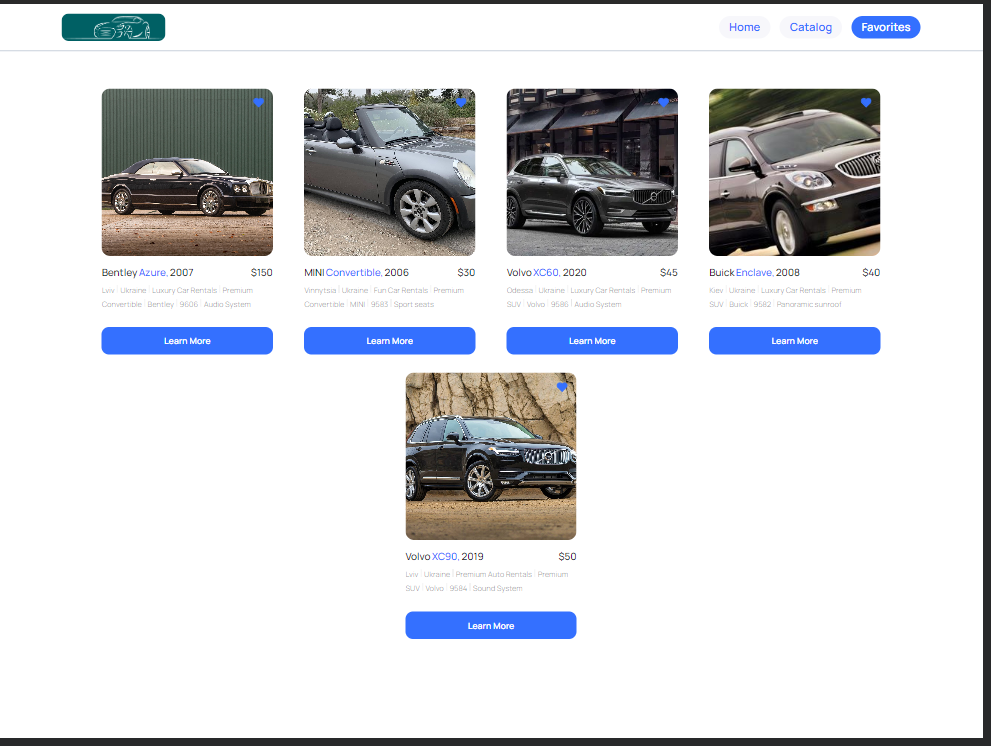 Home Catalog Favorites
Bentley Azure, 2007 $150
Lviv | Ukraine | Luxury Car Rentals | Premium
Convertible | Bentley | 9606 | Audio System
Learn More
MINI Convertible, 2006 $30
Vinnytsia | Ukraine | Fun Car Rentals | Premium
Convertible | MINI | 9583 | Sport seats
Learn More
Volvo XC60, 2020 $45
Odessa | Ukraine | Luxury Car Rentals | Premium
SUV | Volvo | 9586 | Audio System
Learn More
Buick Enclave, 2008 $40
Kiev | Ukraine | Luxury Car Rentals | Premium
SUV | Buick | 9582 | Panoramic sunroof
Learn More
Volvo XC90, 2019 $50
Lviv | Ukraine | Premium Auto Rentals | Premium
SUV | Volvo | 9584 | Sound System
Learn More